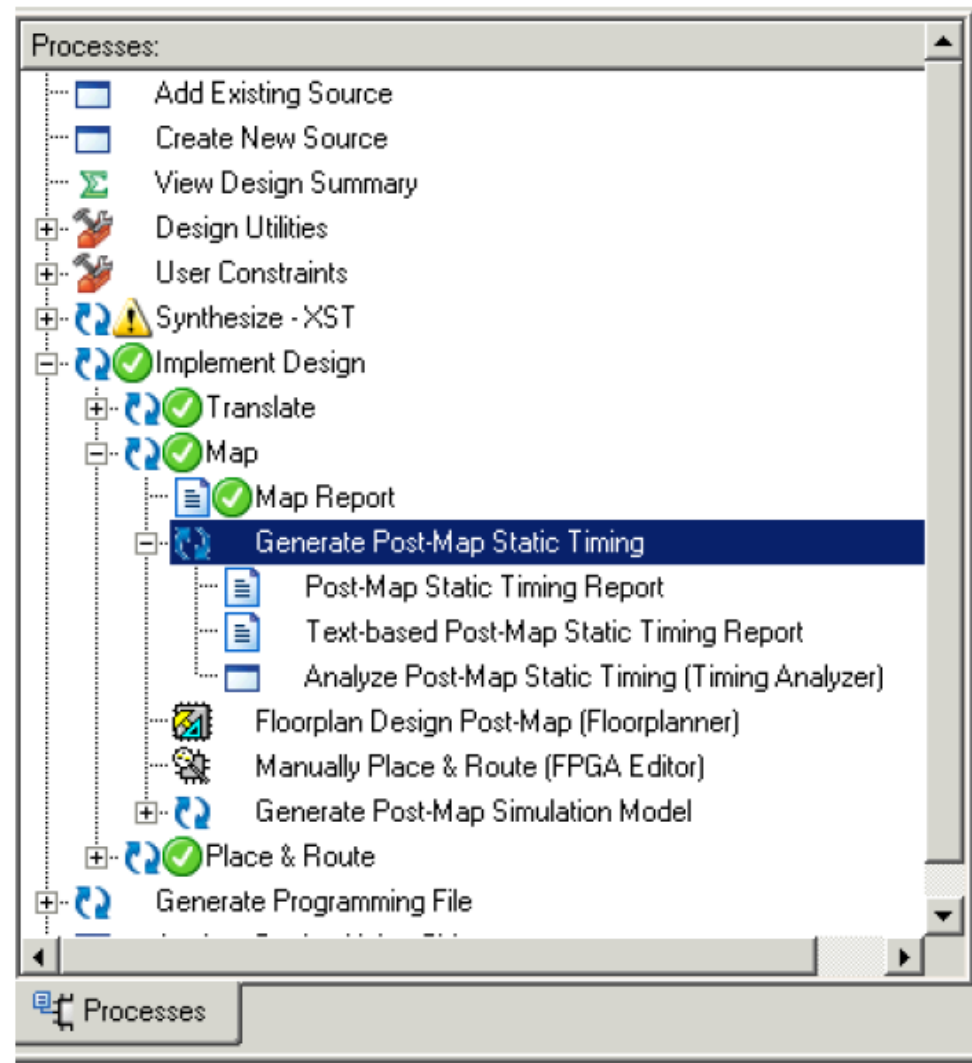 Processes:
Add Existing Source
Create New Source
View Design Summary
Design Utilities
User Constraints
Synthesize - XST
Implement Design
Translate
Map
Map Report
Generate Post-Map Static Timing
Post-Map Static Timing Report
Text-based Post-Map Static Timing Report
Analyze Post-Map Static Timing (Timing Analyzer)
Floorplan Design Post-Map (Floorplanner)
Manually Place & Route (FPGA Editor)
Generate Post-Map Simulation Model
Place & Route
Generate Programming File
Processes